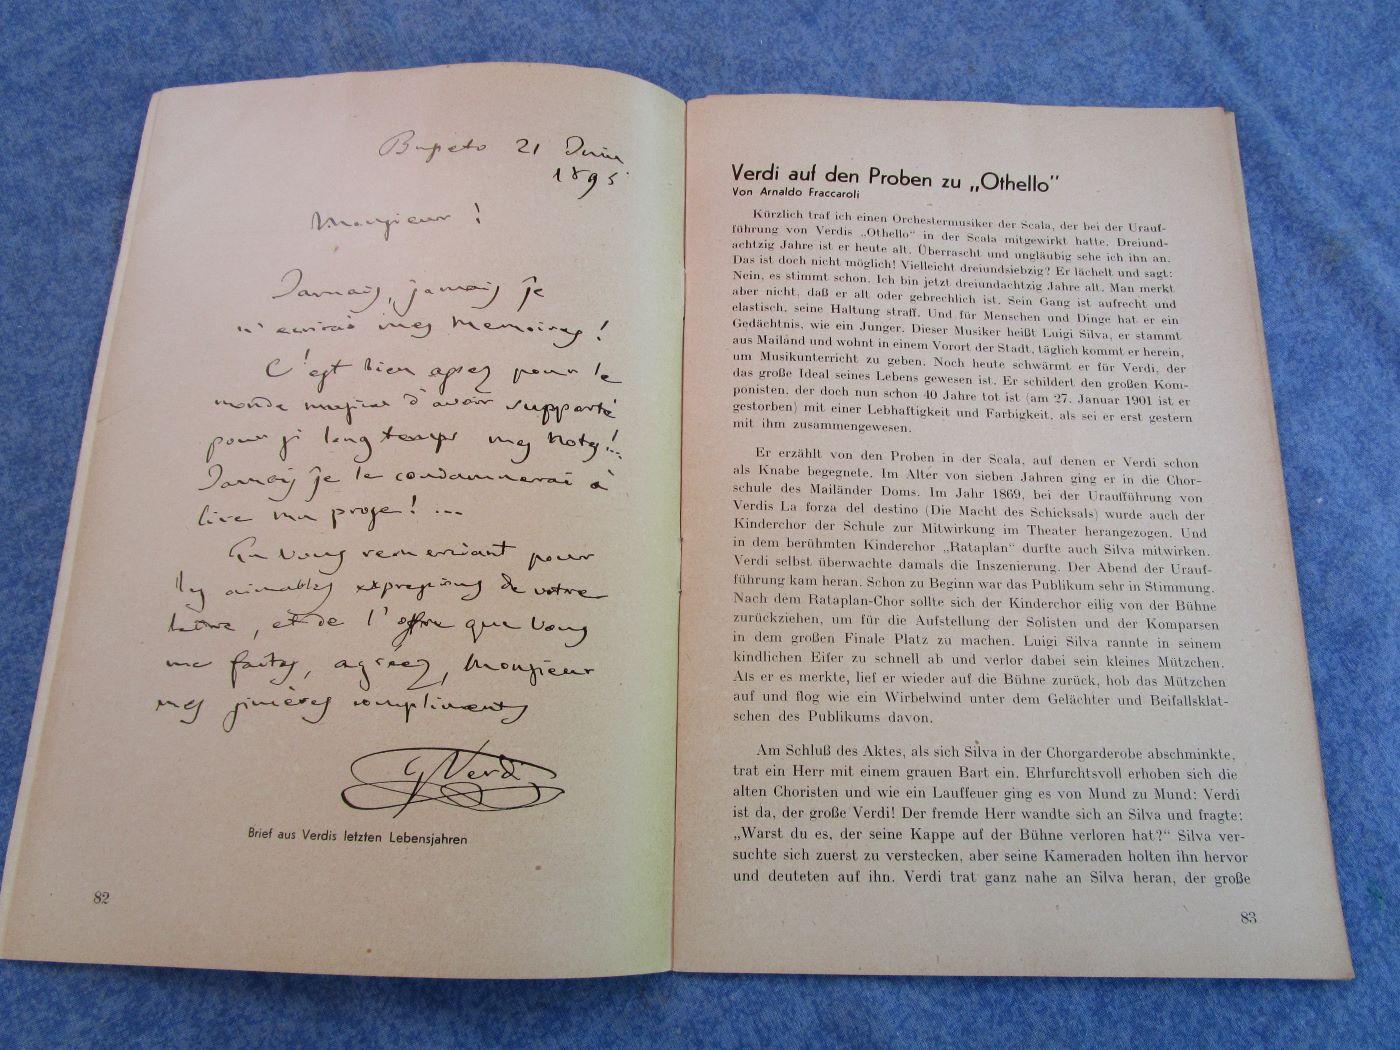 Busseto 21 Juin
1895
Monsieur !
Jamais, jamais je
n'ecrirai mes Memoires !
C'est bien assez pour le
monde musical d'avoir supporté
pour si long temps mes Notes!...
Jamais je le condamnerai à
lire ma prose ! ...
En Vous remerciant pour
les aimables expressions de votre
lettre, et de l'offre que Vous
me faites, agréez, Monsieur
mes sincères compliments
G Verdi
Brief aus Verdis letzten Lebensjahren
82
Verdi auf den Proben zu „Othello"
Von Arnaldo Fraccaroli
Kürzlich traf ich einen Orchestermusiker der Scala, der bei der Urauf-
führung von Verdis „Othello" in der Scala mitgewirkt hatte. Dreiund-
achtzig Jahre ist er heute alt. Überrascht und ungläubig sehe ich ihn an.
Das ist doch nicht möglich! Vielleicht dreiundsiebzig? Er lächelt und sagt:
Nein, es stimmt schon. Ich bin jetzt dreiundachtzig Jahre alt. Man merkt
aber nicht, daß er alt oder gebrechlich ist. Sein Gang ist aufrecht und
elastisch, seine Haltung straff. Und für Menschen und Dinge hat er ein
Gedächtnis, wie ein Junger. Dieser Musiker heißt Luigi Silva, er stammt
aus Mailand und wohnt in einem Vorort der Stadt, täglich kommt er herein,
um Musikunterricht zu geben. Noch heute schwärmt er für Verdi, der
das große Ideal seines Lebens gewesen ist. Er schildert den großen Kom-
ponisten, der doch nun schon 40 Jahre tot ist (am 27. Januar 1901 ist er
gestorben) mit einer Lebhaftigkeit und Farbigkeit, als sei er erst gestern
mit ihm zusammengewesen.
Er erzählt von den Proben in der Scala, auf denen er Verdi schon
als Knabe begegnete. Im Alter von sieben Jahren ging er in die Chor-
schule des Mailänder Doms. Im Jahr 1869, bei der Uraufführung von
Verdis La forza del destino (Die Macht des Schicksals) wurde auch der
Kinderchor der Schule zur Mitwirkung im Theater herangezogen. Und
in dem berühmten Kinderchor „Rataplan" durfte auch Silva mitwirken.
Verdi selbst überwachte damals die Inszenierung. Der Abend der Urauf-
führung kam heran. Schon zu Beginn war das Publikum sehr in Stimmung.
Nach dem Rataplan-Chor sollte sich der Kinderchor eilig von der Bühne
zurückziehen, um für die Aufstellung der Solisten und der Komparsen
in dem großen Finale Platz zu machen. Luigi Silva rannte in seinem
kindlichen Eifer zu schnell ab und verlor dabei sein kleines Mützchen.
Als er es merkte, lief er wieder auf die Bühne zurück, hob das Mützchen
auf und flog wie ein Wirbelwind unter dem Gelächter und Beifallsklat-
schen des Publikums davon.
Am Schluß des Aktes, als sich Silva in der Chorgarderobe abschminkte,
trat ein Herr mit einem grauen Bart ein. Ehrfurchtsvoll erhoben sich die
alten Choristen und wie ein Lauffeuer ging es von Mund zu Mund: Verdi
ist da, der große Verdi! Der fremde Herr wandte sich an Silva und fragte:
„Warst du es, der seine Kappe auf der Bühne verloren hat?" Silva ver-
suchte sich zuerst zu verstecken, aber seine Kameraden holten ihn hervor
und deuteten auf ihn. Verdi trat ganz nahe an Silva heran, der große
83